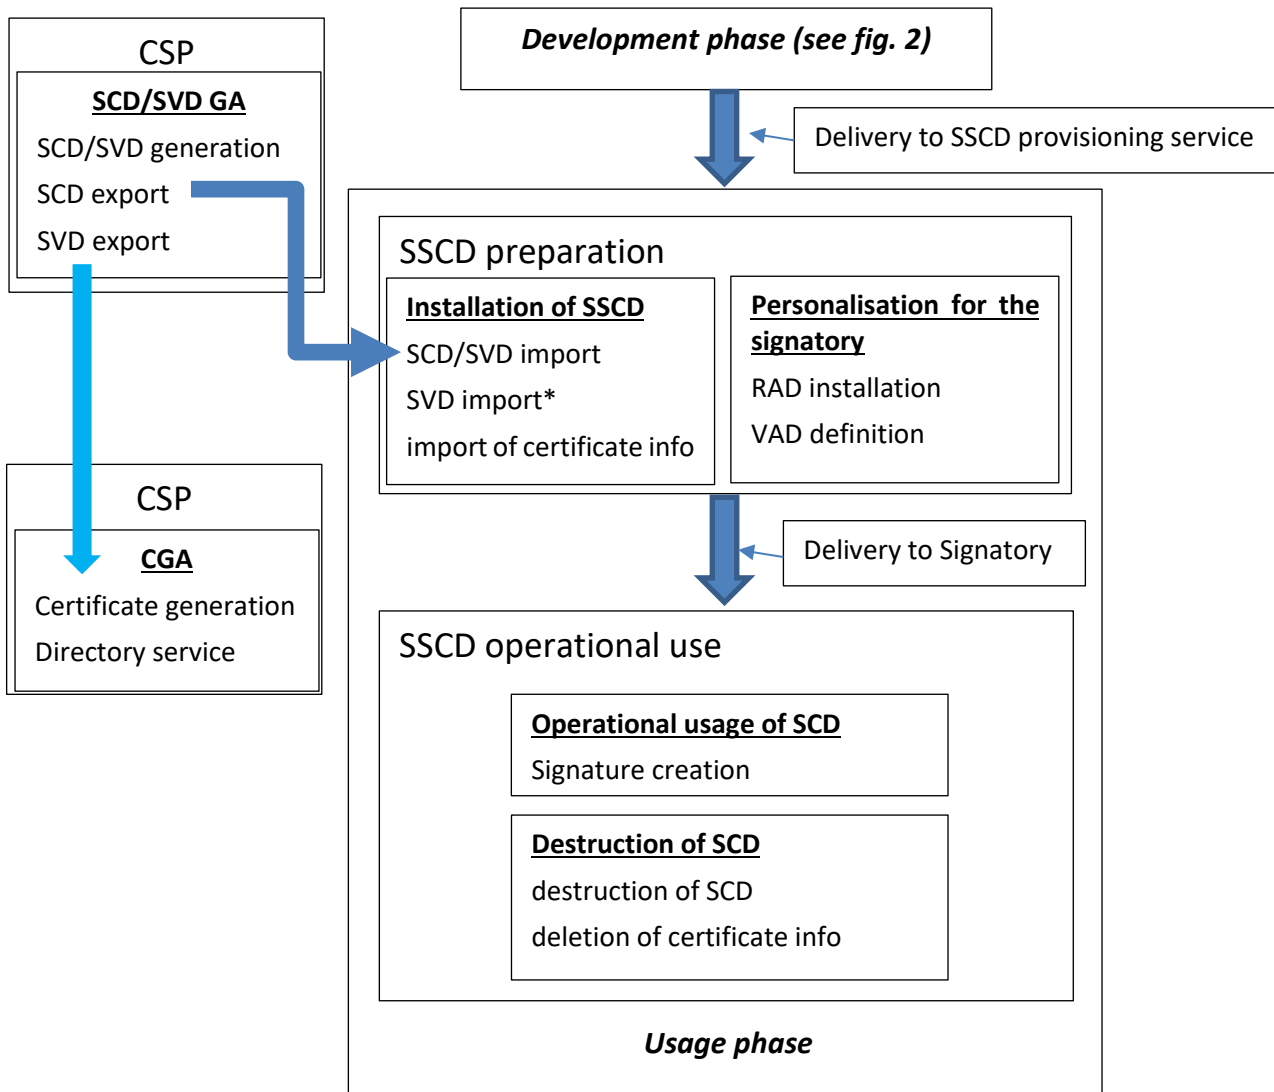 CSP
SCD/SVD GA
SCD/SVD generation
SCD export
SVD export
CSP
CGA
Certificate generation
Directory service
Development phase (see fig. 2)
Delivery to SSCD provisioning service
SSCD preparation
Installation of SSCD
SCD/SVD import
SVD import*
import of certificate info
Personalisation for the
signatory
RAD installation
VAD definition
Delivery to Signatory
SSCD operational use
Operational usage of SCD
Signature creation
Destruction of SCD
destruction of SCD
deletion of certificate info
Usage phase